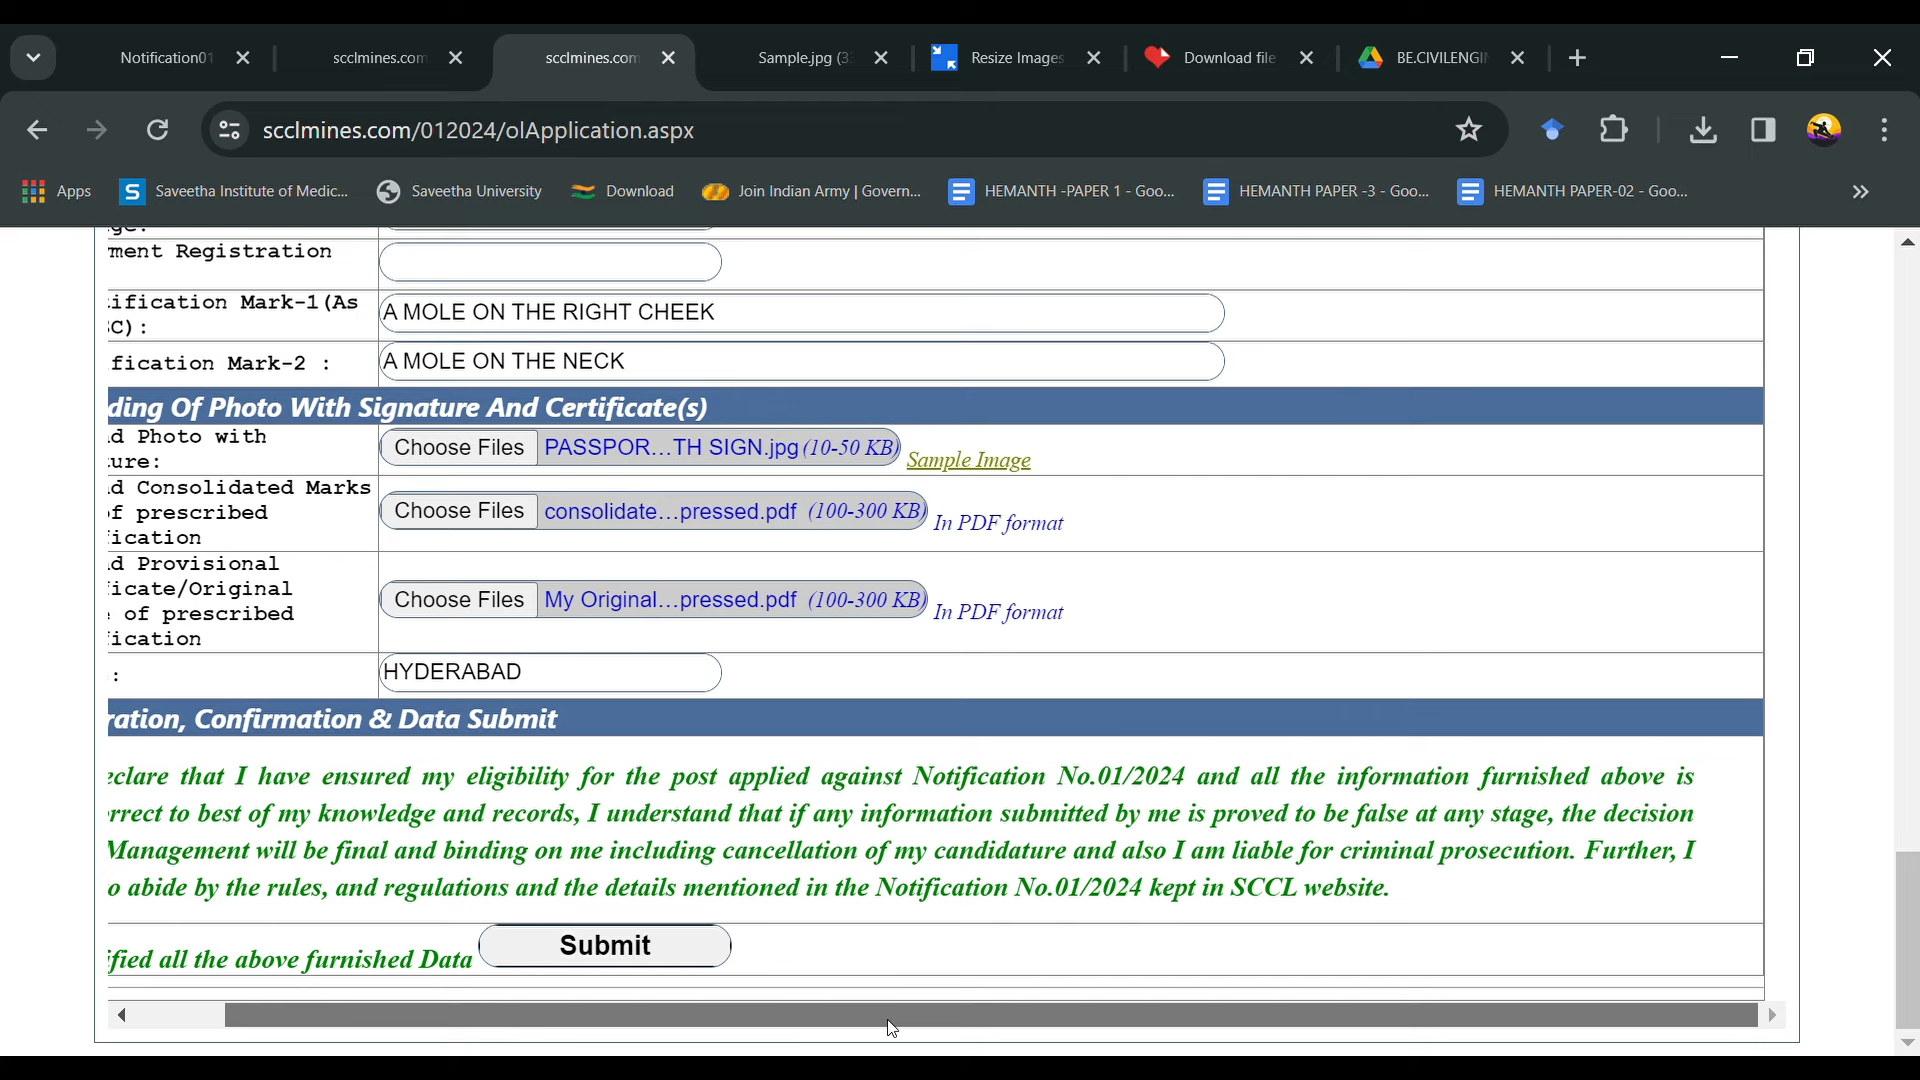 Notification01
scclmines.com
scclmines.com
Sample.jpg (3
Resize Images
Download file
BE.CIVILENGI
scclmines.com/012024/olApplication.aspx
Apps
Saveetha Institute of Medic...
Saveetha University
Download
Join Indian Army | Govern...
HEMANTH -PAPER 1 - Goo...
HEMANTH PAPER -3 - Goo...
HEMANTH PAPER-02 - Goo...
ment Registration
ification Mark-1(As
C):
A MOLE ON THE RIGHT CHEEK
ification Mark-2 :
A MOLE ON THE NECK
ding Of Photo With Signature And Certificate(s)
d Photo with
ure:
Choose Files PASSPOR...TH SIGN.jpg (10-50 KB) Sample Image
d Consolidated Marks
f prescribed
ication
Choose Files consolidate...pressed.pdf (100-300 KB) In PDF format
d Provisional
icate/Original
of prescribed
ication
Choose Files My Original...pressed.pdf (100-300 KB) In PDF format
: HYDERABAD
ration, Confirmation & Data Submit
eclare that I have ensured my eligibility for the post applied against Notification No.01/2024 and all the information furnished above is
rrect to best of my knowledge and records, I understand that if any information submitted by me is proved to be false at any stage, the decision
Management will be final and binding on me including cancellation of my candidature and also I am liable for criminal prosecution. Further, I
o abide by the rules, and regulations and the details mentioned in the Notification No.01/2024 kept in SCCL website.
ified all the above furnished Data Submit